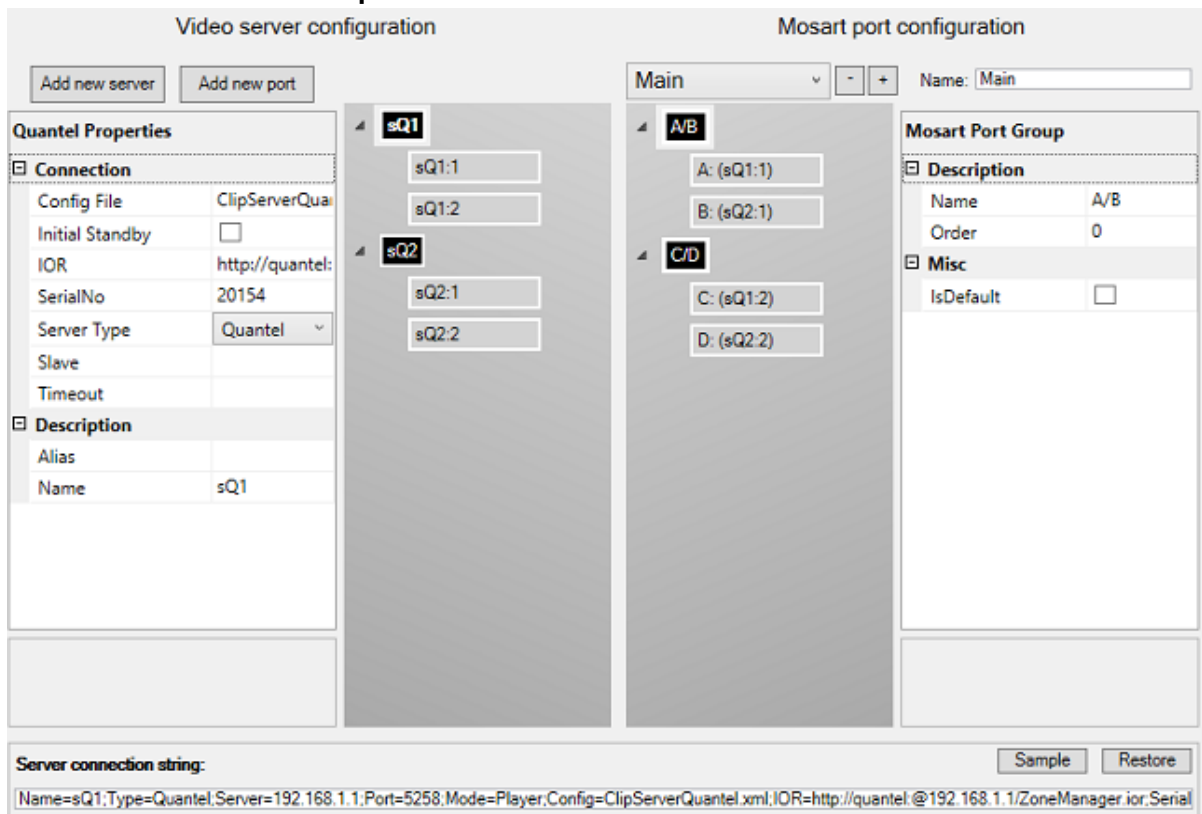 Video server configuration
Mosart port configuration
Add new server
Add new port
Main
-
+
Name: Main
Quantel Properties
Connection
Config File ClipServerQua
Initial Standby
IOR http://quantel:
SerialNo 20154
Server Type Quantel
Slave
Timeout
Description
Alias
Name sQ1
sQ1
sQ1:1
sQ1:2
sQ2
sQ2:1
sQ2:2
A/B
A: (sQ1:1)
B: (sQ2:1)
C/D
C: (sQ1:2)
D: (sQ2:2)
Mosart Port Group
Description
Name A/B
Order 0
Misc
IsDefault
Server connection string:
Sample
Restore
Name=sQ1;Type=Quantel;Server=192.168.1.1;Port=5258;Mode=Player;Config=ClipServerQuantel.xml;IOR=http://quantel:@192.168.1.1/ZoneManager.ior;Serial